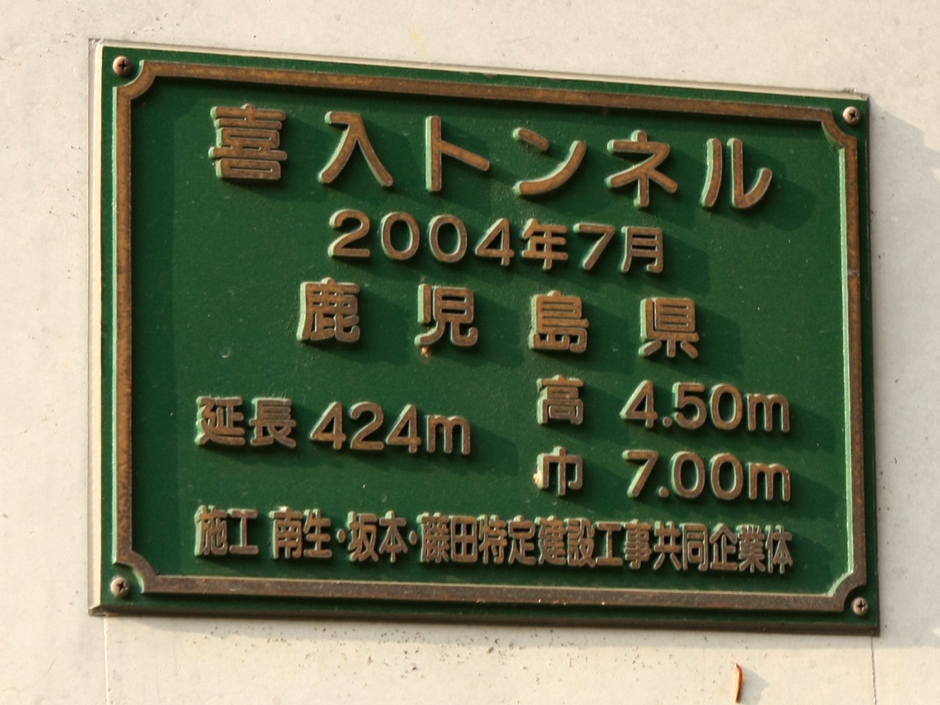 喜入トンネル
2004年7月
鹿児島県
延長 424m
高 4.50m
巾 7.00m
施工 南生・坂本・藤田特定建設工事共同企業体